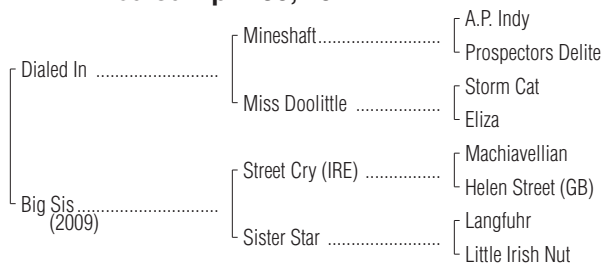 A.P. Indy
Mineshaft
Prospectors Delite
Dialed In
Storm Cat
Miss Doolittle
Eliza
Machiavellian
Street Cry (IRE)
Helen Street (GB)
Big Sis
(2009)
Langfuhr
Sister Star
Little Irish Nut